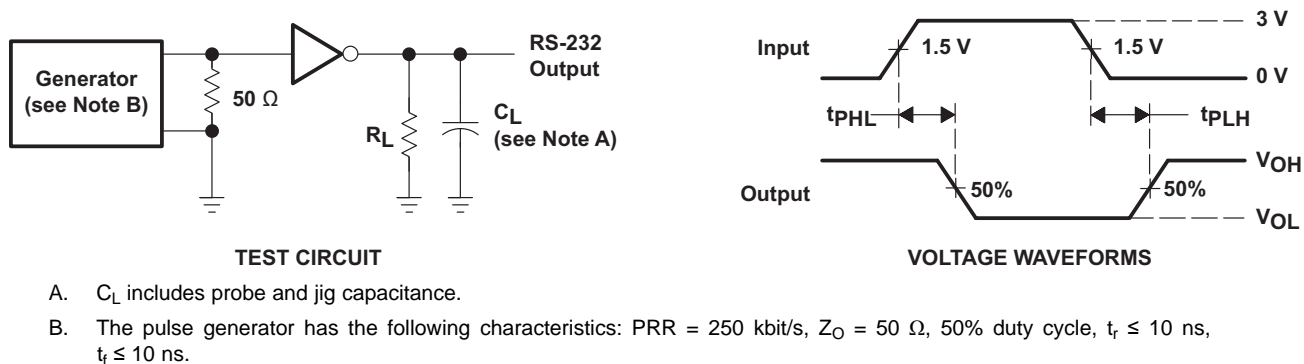 Generator
(see Note B)
50 Ω
RS-232
Output
RL
CL
(see Note A)
TEST CIRCUIT
Input
1.5 V
1.5 V
3 V
0 V
tPHL
tPLH
Output
50%
50%
VOH
VOL
VOLTAGE WAVEFORMS
A. CL includes probe and jig capacitance.
B. The pulse generator has the following characteristics: PRR = 250 kbit/s, ZO = 50 Ω, 50% duty cycle, tr ≤ 10 ns,
tf ≤ 10 ns.